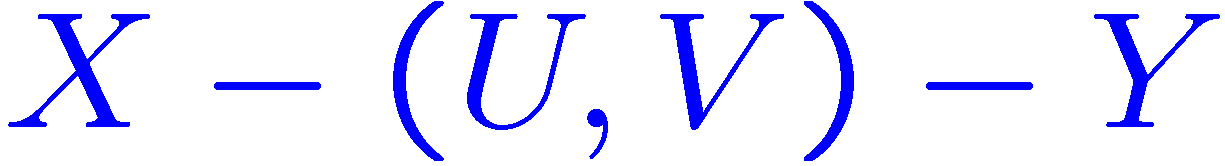 X − (U, V) − Y